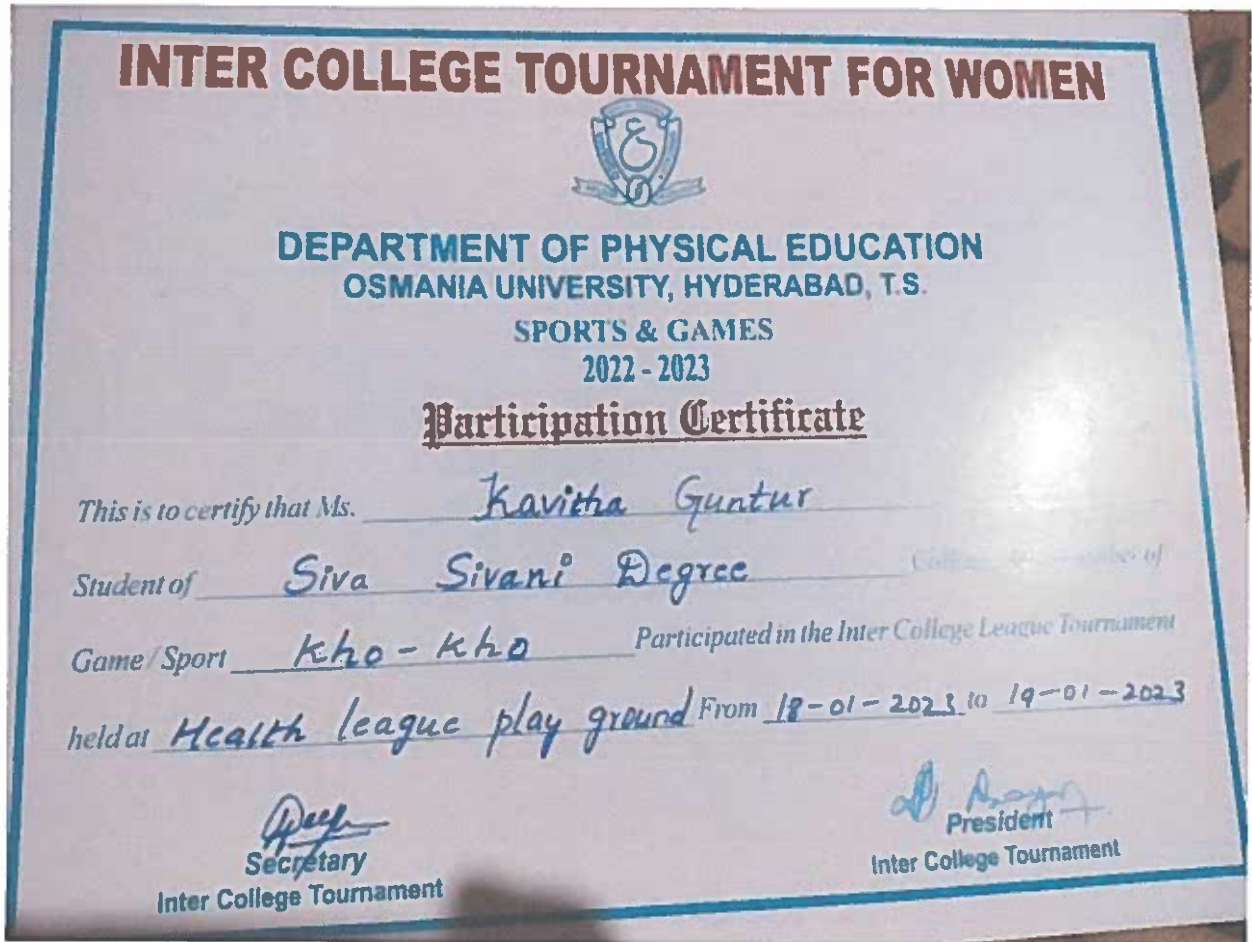 INTER COLLEGE TOURNAMENT FOR WOMEN
DEPARTMENT OF PHYSICAL EDUCATION
OSMANIA UNIVERSITY, HYDERABAD, T.S.
SPORTS & GAMES
2022 - 2023
Participation Certificate
This is to certify that Ms. Kavitha Guntur
Student of Siva Sivani Degree of
Game / Sport Kho - Kho Participated in the Inter College League Tournament
held at Health league play ground From 18-01-2023 to 19-01-2023
Secretary
Inter College Tournament
President
Inter College Tournament